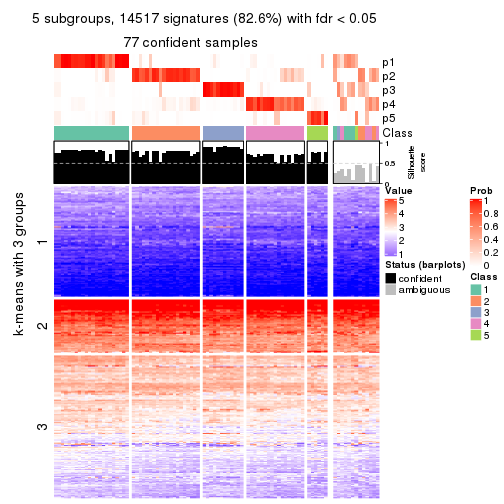 5 subgroups, 14517 signatures (82.6%) with fdr < 0.05
77 confident samples
p1
p2
p3
p4
p5
Class
1
0.5
0
Silhouette
score
k-means with 3 groups
1
2
3
Value
5
4
3
2
1
Status (barplots)
confident
ambiguous
Prob
1
0.8
0.6
0.4
0.2
0
Class
1
2
3
4
5